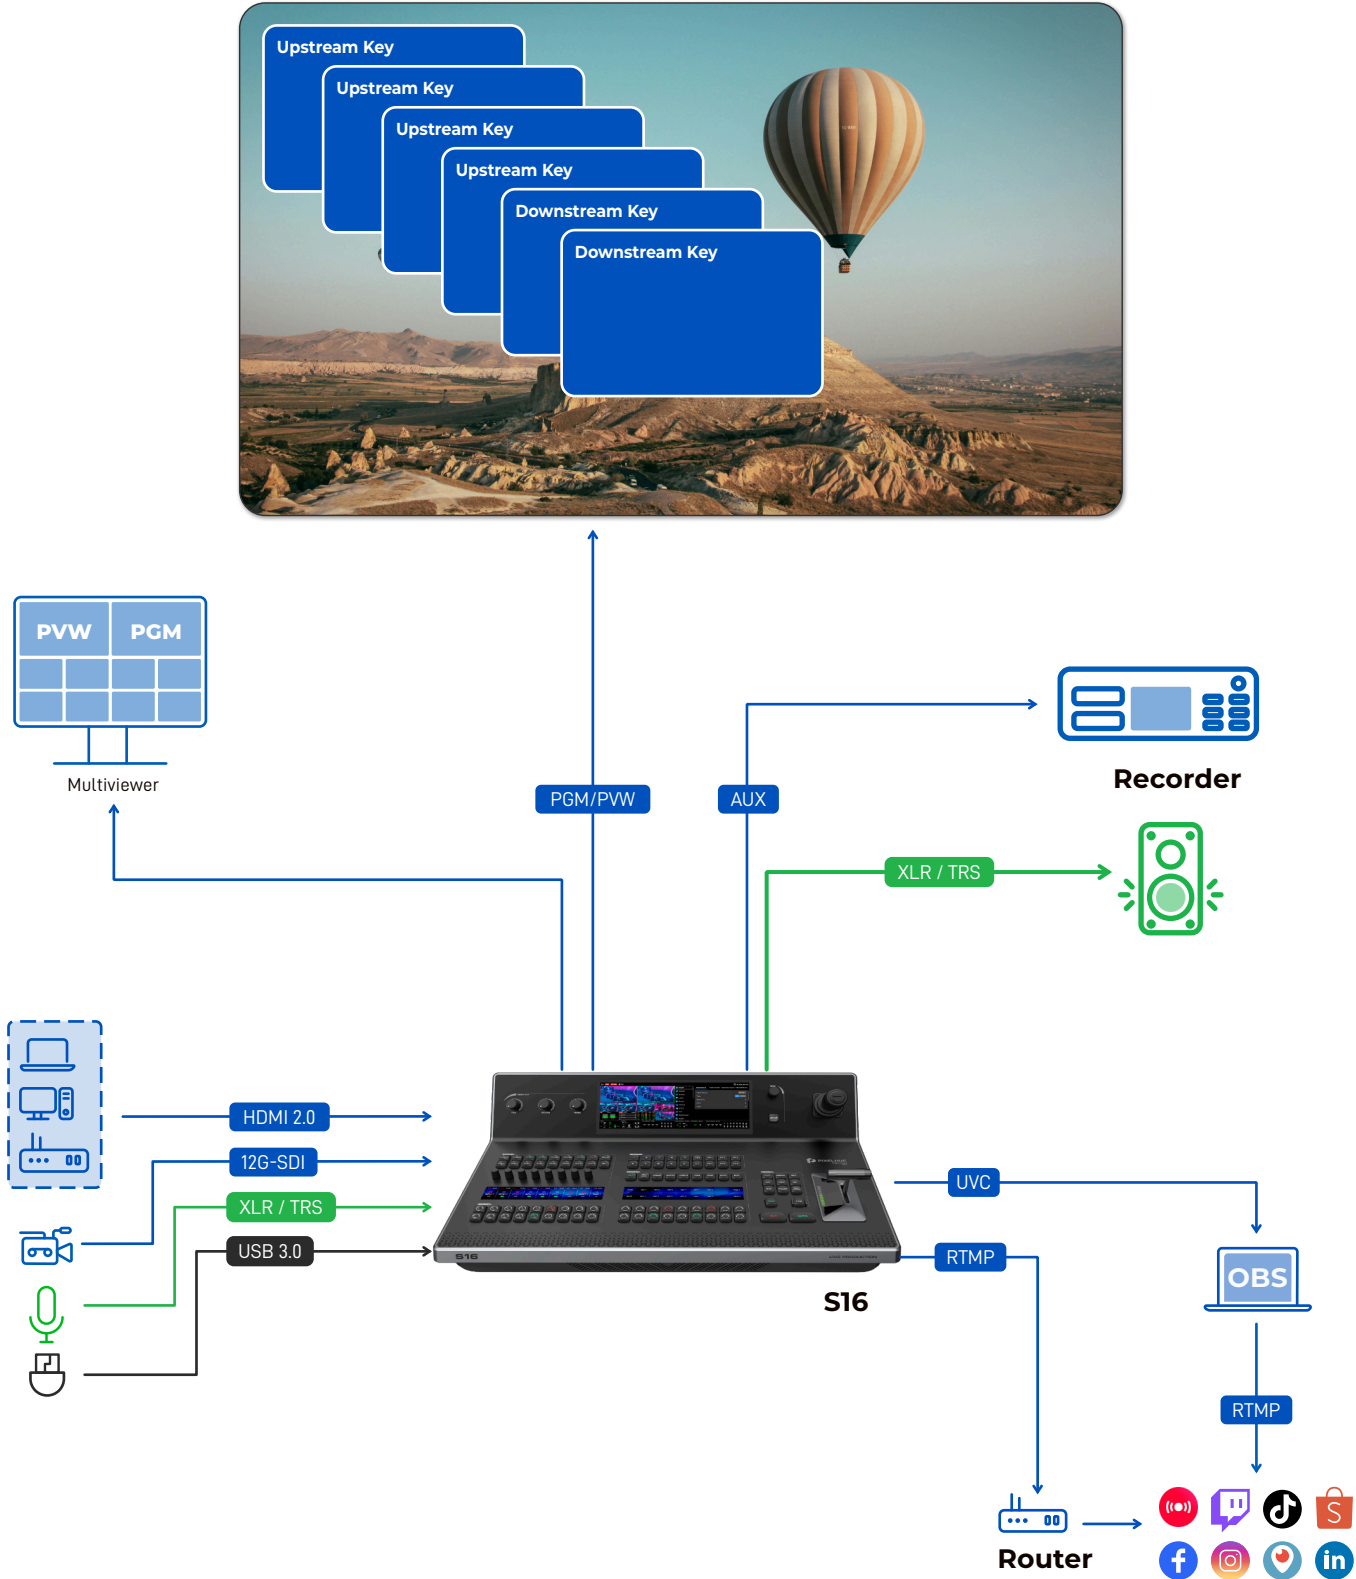 Upstream Key
Upstream Key
Upstream Key
Upstream Key
Downstream Key
Downstream Key
PVW PGM
Multiviewer
PGM/PVW
AUX
Recorder
XLR / TRS
HDMI 2.0
12G-SDI
XLR / TRS
USB 3.0
UVC
RTMP
S16
S16
OBS
RTMP
Router